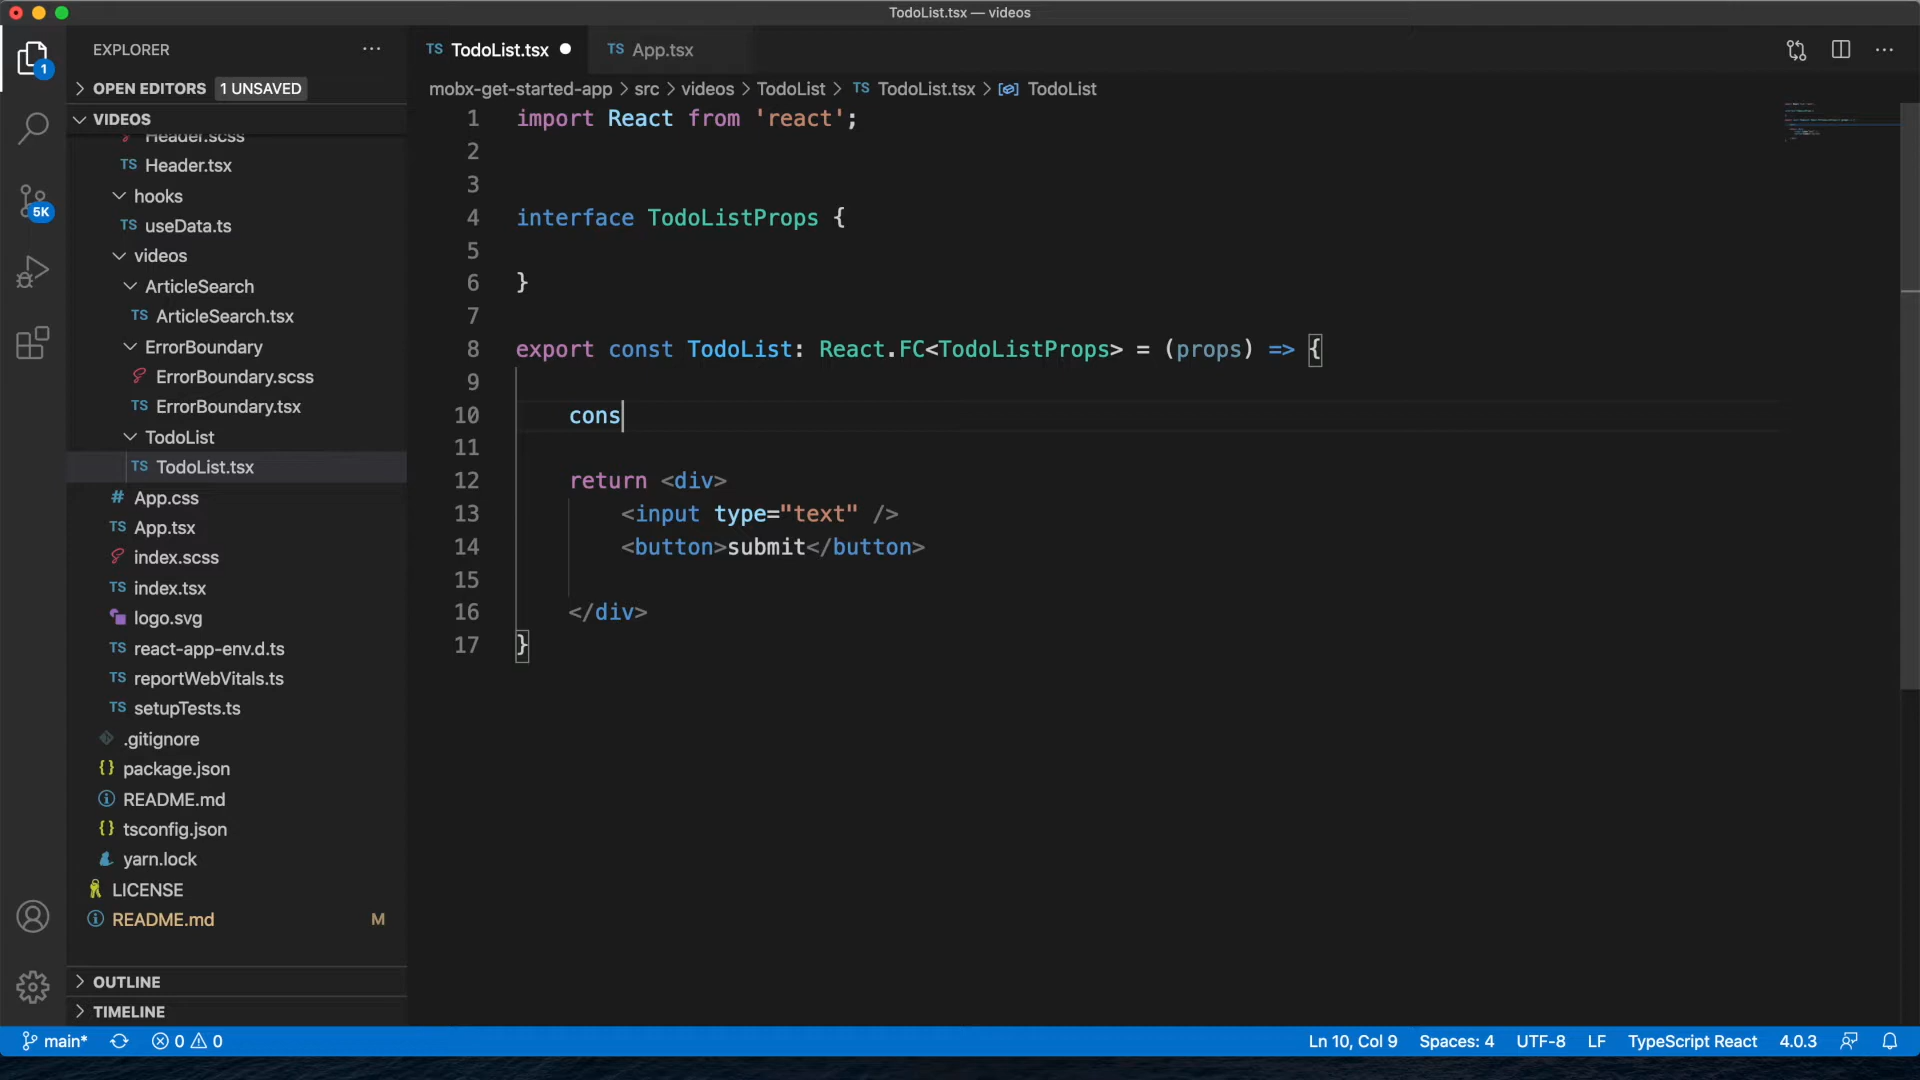 TodoList.tsx — videos
EXPLORER
OPEN EDITORS 1 UNSAVED
VIDEOS
Header.scss
TS Header.tsx
hooks
TS useData.ts
videos
ArticleSearch
TS ArticleSearch.tsx
ErrorBoundary
ErrorBoundary.scss
TS ErrorBoundary.tsx
TodoList
TS TodoList.tsx
# App.css
TS App.tsx
index.scss
TS index.tsx
logo.svg
TS react-app-env.d.ts
TS reportWebVitals.ts
TS setupTests.ts
.gitignore
{} package.json
README.md
{} tsconfig.json
yarn.lock
LICENSE
README.md M
OUTLINE
TIMELINE
1
5K
TS TodoList.tsx TS App.tsx
mobx-get-started-app > src > videos > TodoList > TS TodoList.tsx > TodoList
1 import React from 'react';
2
3
4 interface TodoListProps {
5
6 }
7
8 export const TodoList: React.FC<TodoListProps> = (props) => {
9
10 cons
11
12 return <div>
13 <input type="text" />
14 <button>submit</button>
15
16 </div>
17 }
main* 0 0 Ln 10, Col 9 Spaces: 4 UTF-8 LF TypeScript React 4.0.3